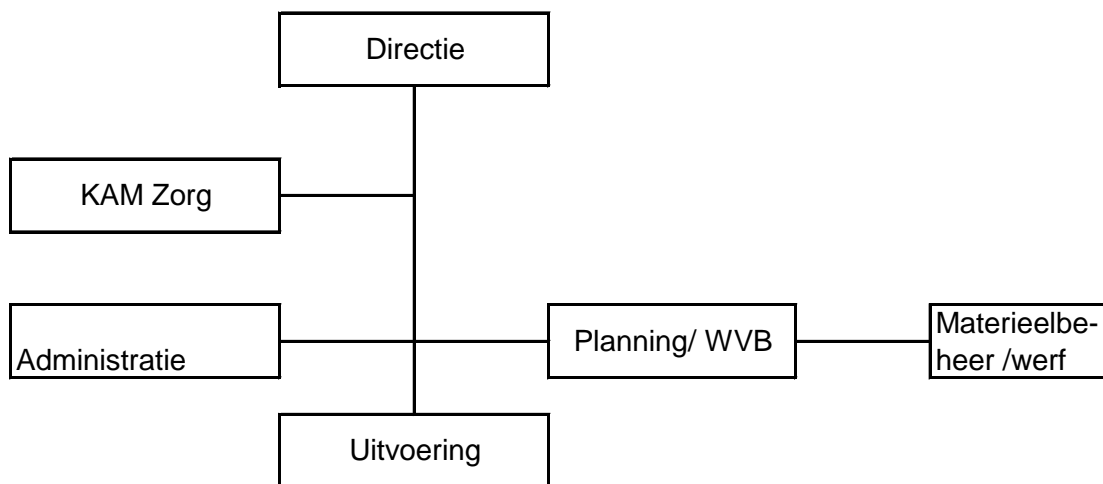 Directie
KAM Zorg
Administratie
Planning/ WVB
Materieelbe-
heer /werf
Uitvoering